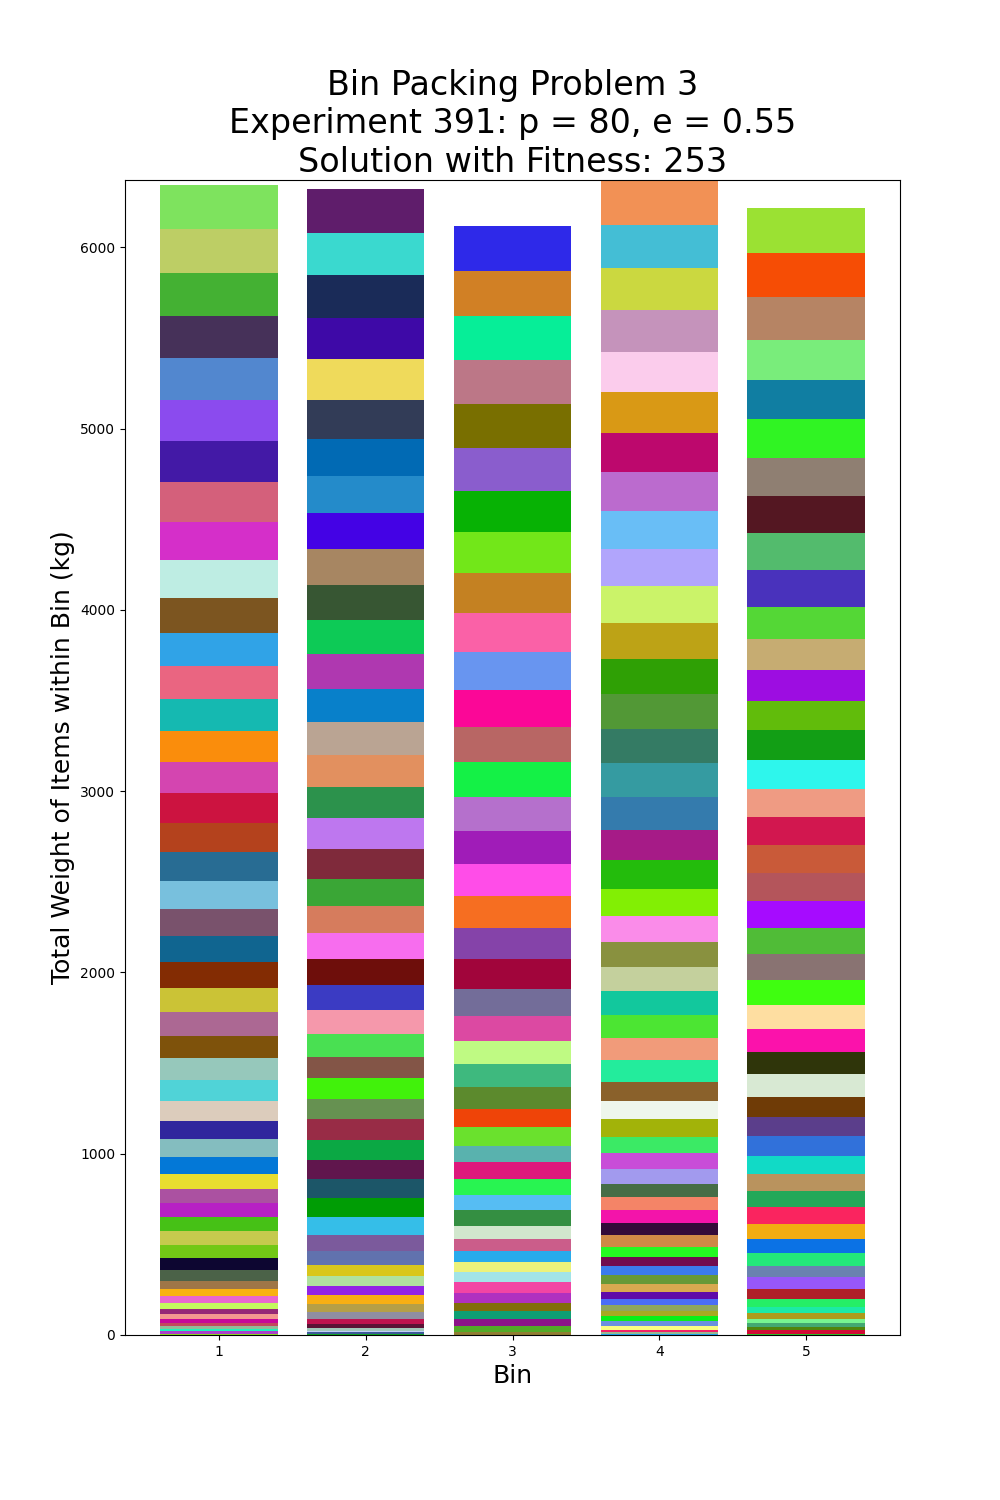 Bin Packing Problem 3
Experiment 391: p = 80, e = 0.55
Solution with Fitness: 253
Total Weight of Items within Bin (kg)
6000
5000
4000
3000
2000
1000
0
1 2 3 4 5
Bin